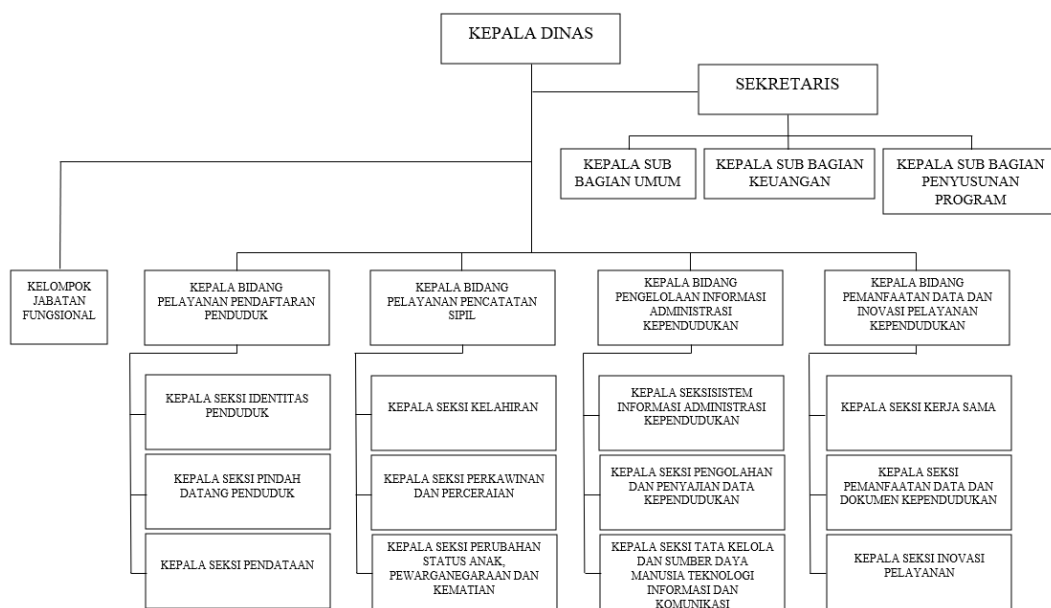 KEPALA DINAS
SEKRETARIS
KEPALA SUB
BAGIAN UMUM
KEPALA SUB BAGIAN
KEUANGAN
KEPALA SUB BAGIAN
PENYUSUNAN
PROGRAM
KELOMPOK
JABATAN
FUNGSIONAL
KEPALA BIDANG
PELAYANAN PENDAFTARAN
PENDUDUK
KEPALA BIDANG
PELAYANAN PENCATATAN
SIPIL
KEPALA BIDANG
PENGELOLAAN INFORMASI
ADMINISTRASI
KEPENDUDUKAN
KEPALA BIDANG
PEMANFAATAN DATA DAN
INOVASI PELAYANAN
KEPENDUDUKAN
KEPALA SEKSI IDENTITAS
PENDUDUK
KEPALA SEKSI KELAHIRAN
KEPALA SEKSISISTEM
INFORMASI ADMINISTRASI
KEPENDUDUKAN
KEPALA SEKSI KERJA SAMA
KEPALA SEKSI PINDAH
DATANG PENDUDUK
KEPALA SEKSI PERKAWINAN
DAN PERCERAIAN
KEPALA SEKSI PENGOLAHAN
DAN PENYAJIAN DATA
KEPENDUDUKAN
KEPALA SEKSI
PEMANFAATAN DATA DAN
DOKUMEN KEPENDUDUKAN
KEPALA SEKSI PENDATAAN
KEPALA SEKSI PERUBAHAN
STATUS ANAK,
PEWARGANEGARAAN DAN
KEMATIAN
KEPALA SEKSI TATA KELOLA
DAN SUMBER DAYA
MANUSIA TEKNOLOGI
INFORMASI DAN
KOMUNIKASI
KEPALA SEKSI INOVASI
PELAYANAN